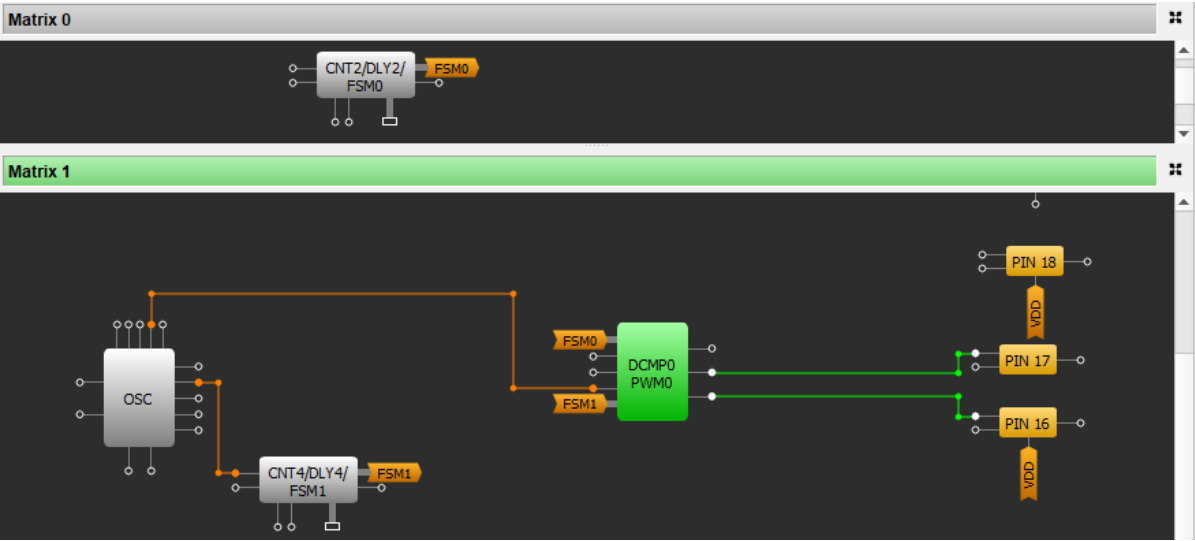 Matrix 0
CNT2/DLY2/
FSM0
FSM0
Matrix 1
PIN 18
VDD
FSM0
DCMP0
PWM0
FSM1
PIN 17
OSC
PIN 16
VDD
CNT4/DLY4/
FSM1
FSM1